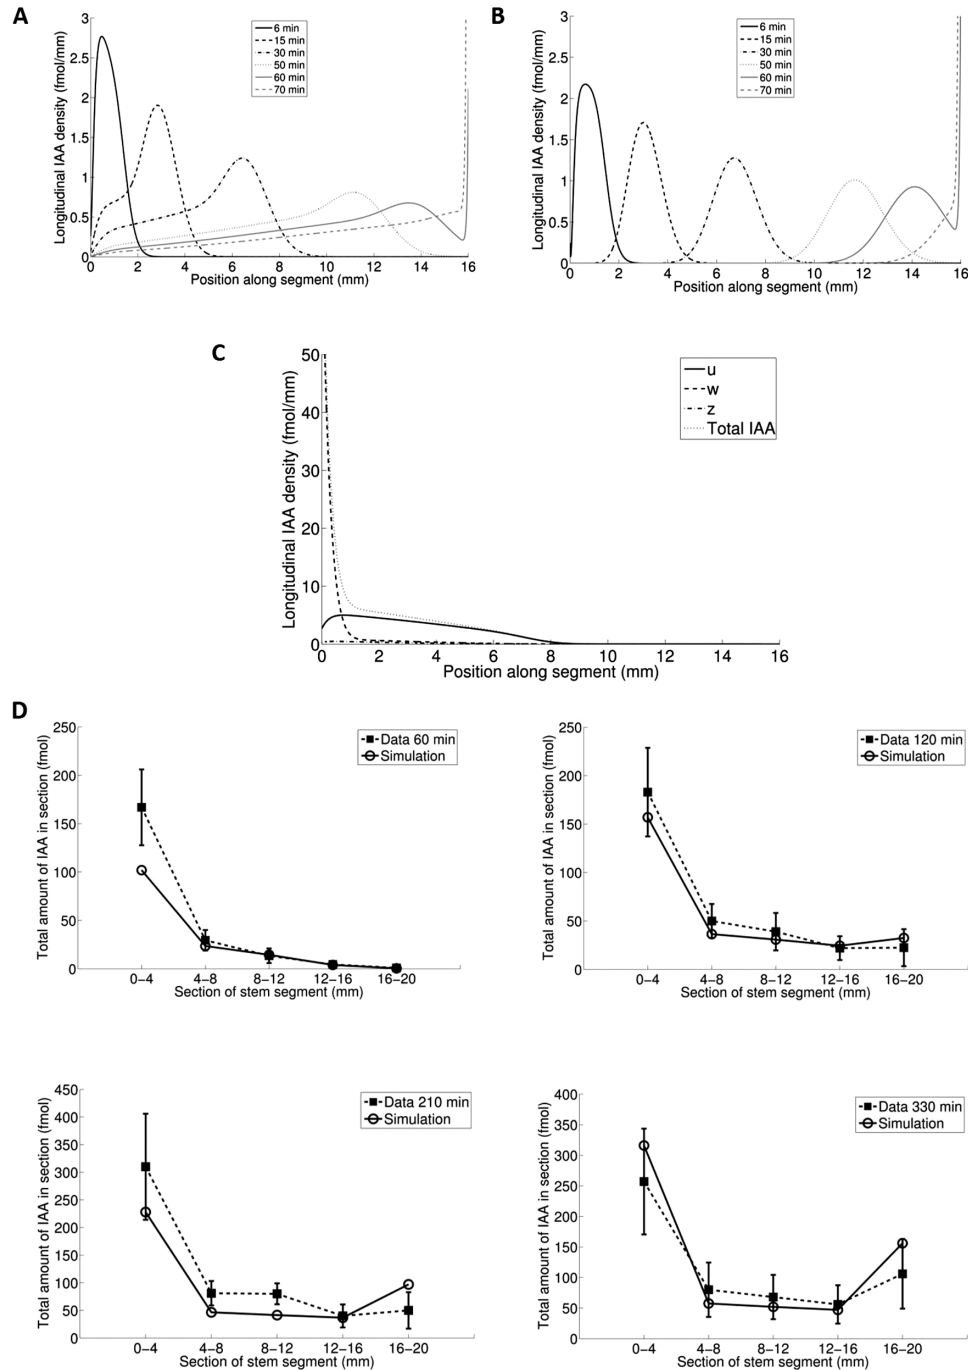 A
Longitudinal IAA density (fmol/mm)
3
2.5
2
1.5
1
0.5
0
0 2 4 6 8 10 12 14 16
Position along segment (mm)
6 min
15 min
30 min
50 min
60 min
70 min
B
Longitudinal IAA density (fmol/mm)
3
2.5
2
1.5
1
0.5
0
0 2 4 6 8 10 12 14 16
Position along segment (mm)
6 min
15 min
30 min
50 min
60 min
70 min
C
Longitudinal IAA density (fmol/mm)
50
40
30
20
10
0
0 2 4 6 8 10 12 14 16
Position along segment (mm)
u
w
z
Total IAA
D
Total amount of IAA in section (fmol)
250
200
150
100
50
0
0–4 4–8 8–12 12–16 16–20
Section of stem segment (mm)
Data 60 min
Simulation
Total amount of IAA in section (fmol)
250
200
150
100
50
0
0–4 4–8 8–12 12–16 16–20
Section of stem segment (mm)
Data 120 min
Simulation
Total amount of IAA in section (fmol)
450
400
350
300
250
200
150
100
50
0
0–4 4–8 8–12 12–16 16–20
Section of stem segment (mm)
Data 210 min
Simulation
Total amount of IAA in section (fmol)
400
350
300
250
200
150
100
50
0
0–4 4–8 8–12 12–16 16–20
Section of stem segment (mm)
Data 330 min
Simulation